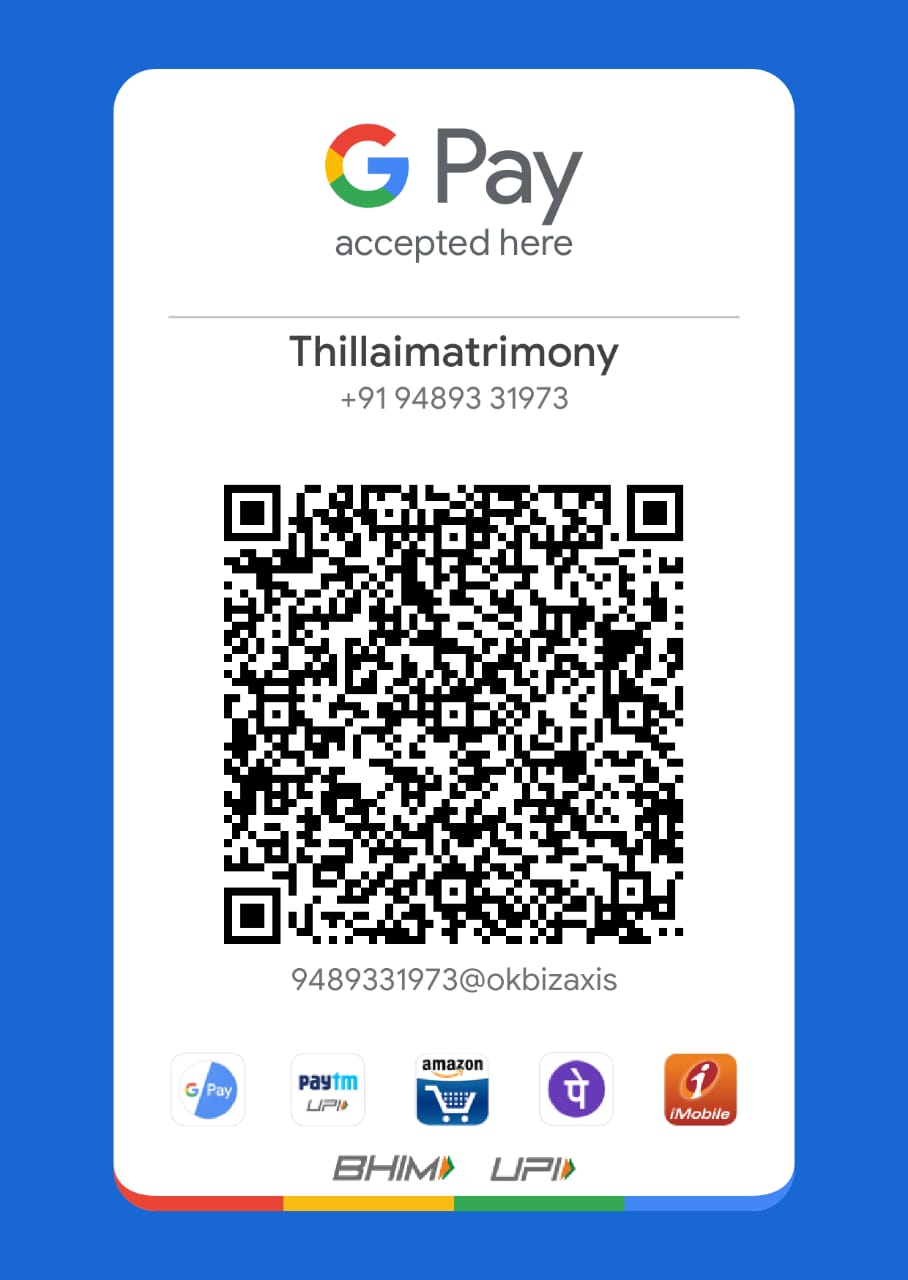 G Pay
accepted here
Thillaimatrimony
+91 94893 31973
9489331973@okbizaxis
G Pay
paytm
UPI
amazon
पे
iMobile
BHIM UPI